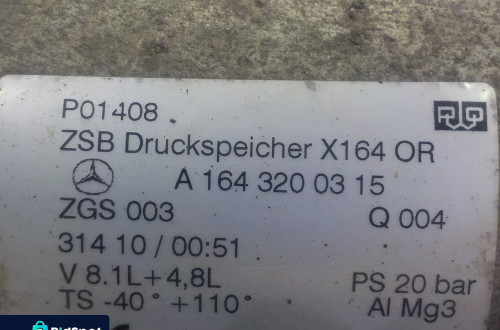 P01408
ZSB Druckspeicher X164 OR
A 164 320 03 15
ZGS 003 Q 004
314 10 / 00:51
V 8.1L+4,8L PS 20 bar
TS -40° +110° Al Mg3
BidSpot